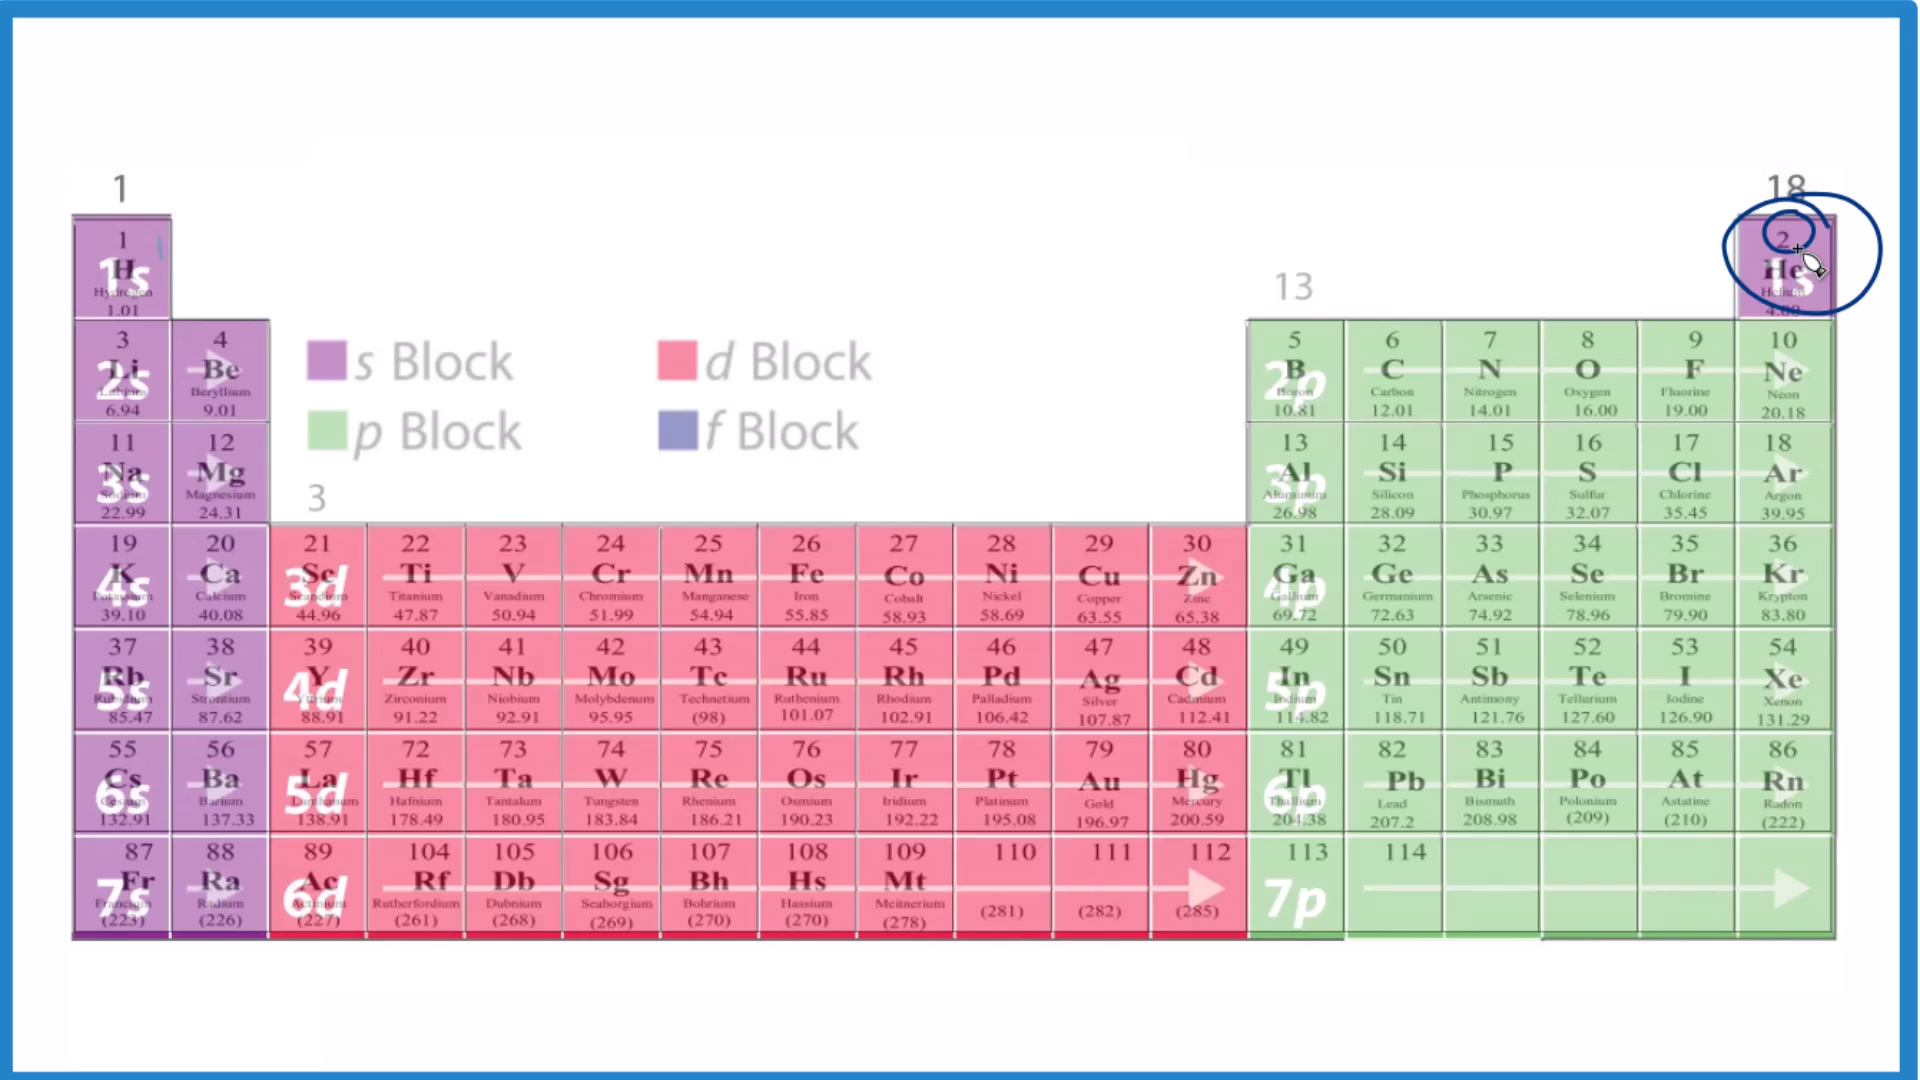 1 18
1 2
H 1s He 1s
Hydrogen Helium
1.01 4.00
13
3 4 5 6 7 8 9 10
Li 2s Be s Block d Block B 2p C N O F Ne
Lithium Beryllium Boron Carbon Nitrogen Oxygen Fluorine Neon
6.94 9.01 10.81 12.01 14.01 16.00 19.00 20.18
p Block f Block
11 12 13 14 15 16 17 18
Na 3s Mg Al 3p Si P S Cl Ar
Sodium Magnesium Aluminum Silicon Phosphorus Sulfur Chlorine Argon
22.99 24.31 26.98 28.09 30.97 32.07 35.45 39.95
3
19 20 21 22 23 24 25 26 27 28 29 30 31 32 33 34 35 36
K 4s Ca Sc 3d Ti V Cr Mn Fe Co Ni Cu Zn Ga 4p Ge As Se Br Kr
Potassium Calcium Scandium Titanium Vanadium Chromium Manganese Iron Cobalt Nickel Copper Zinc Gallium Germanium Arsenic Selenium Bromine Krypton
39.10 40.08 44.96 47.87 50.94 51.99 54.94 55.85 58.93 58.69 63.55 65.38 69.72 72.63 74.92 78.96 79.90 83.80
37 38 39 40 41 42 43 44 45 46 47 48 49 50 51 52 53 54
Rb 5s Sr Y 4d Zr Nb Mo Tc Ru Rh Pd Ag Cd In 5p Sn Sb Te I Xe
Rubidium Strontium Yttrium Zirconium Niobium Molybdenum Technetium Ruthenium Rhodium Palladium Silver Cadmium Indium Tin Antimony Tellurium Iodine Xenon
85.47 87.62 88.91 91.22 92.91 95.95 (98) 101.07 102.91 106.42 107.87 112.41 114.82 118.71 121.76 127.60 126.90 131.29
55 56 57 72 73 74 75 76 77 78 79 80 81 82 83 84 85 86
Cs 6s Ba La 5d Hf Ta W Re Os Ir Pt Au Hg Tl 6p Pb Bi Po At Rn
Cesium Barium Lanthanum Hafnium Tantalum Tungsten Rhenium Osmium Iridium Platinum Gold Mercury Thallium Lead Bismuth Polonium Astatine Radon
132.91 137.33 138.91 178.49 180.95 183.84 186.21 190.23 192.22 195.08 196.97 200.59 204.38 207.2 208.98 (209) (210) (222)
87 88 89 104 105 106 107 108 109 110 111 112 113 114
Fr 7s Ra Ac 6d Rf Db Sg Bh Hs Mt 7p
Francium Radium Actinium Rutherfordium Dubnium Seaborgium Bohrium Hassium Meitnerium
(223) (226) (227) (261) (268) (269) (270) (270) (278) (281) (282) (285)